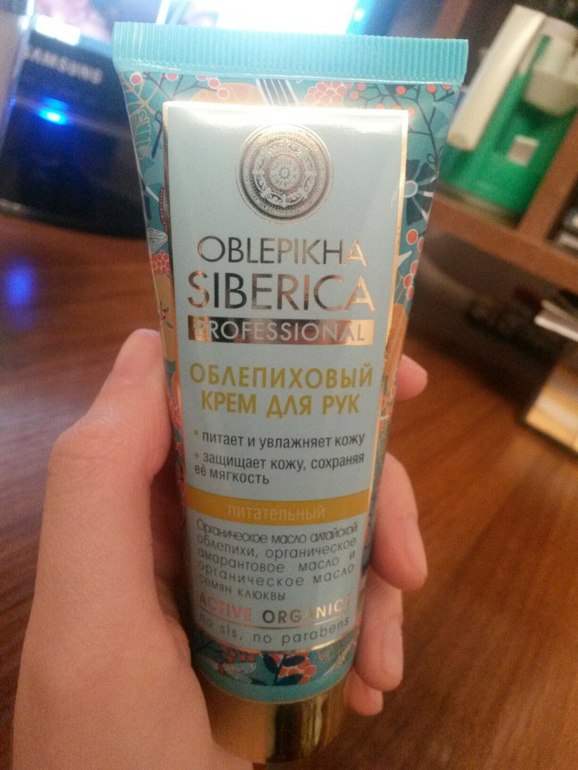 SAMSUNG
OBLEPIKHA
SIBERICA
PROFESSIONAL
ОБЛЕПИХОВЫЙ
КРЕМ ДЛЯ РУК
• питает и увлажняет кожу
• защищает кожу, сохраняя
её мягкость
питательный
Органическое масло алтайской
облепихи, органическое
амарантовое масло и
органическое масло
семян клюквы
ACTIVE ORGANICS
no sls, no parabens